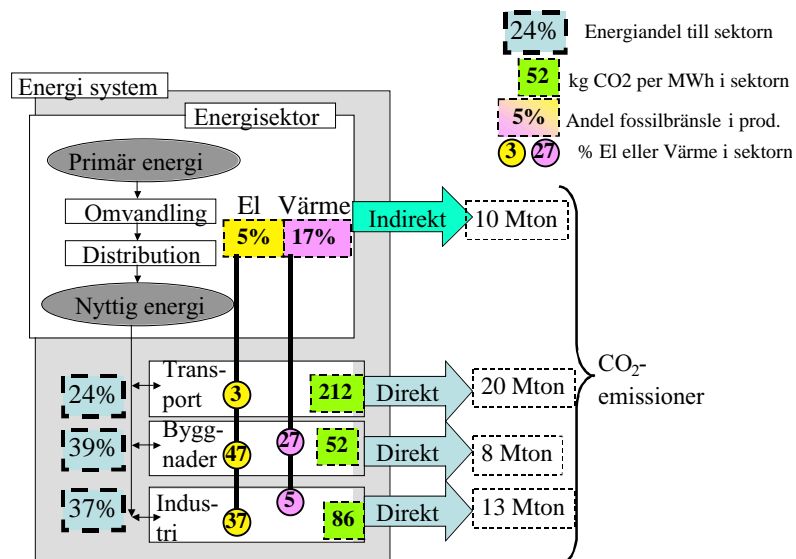 24% Energiandel till sektorn
52 kg CO2 per MWh i sektorn
5% Andel fossilbränsle i prod.
3 27 % El eller Värme i sektorn
Energi system
Energisektor
Primär energi
Omvandling
Distribution
Nyttig energi
El Värme
5% 17%
Indirekt
10 Mton
24%
Trans-
port
3
212
Direkt
20 Mton
39%
Bygg-
nader
47
27
52
Direkt
8 Mton
37%
Indus-
tri
37
5
86
Direkt
13 Mton
CO₂-
emissioner